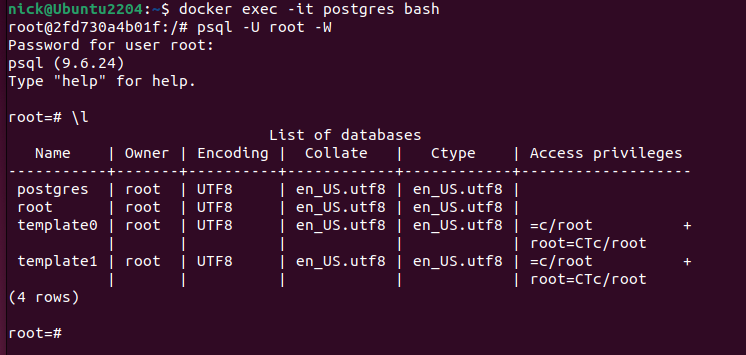 nick@Ubuntu2204:~$ docker exec -it postgres bash
root@2fd730a4b01f:/# psql -U root -W
Password for user root:
psql (9.6.24)
Type "help" for help.

root=# \l
                             List of databases
   Name    | Owner | Encoding |  Collate   |   Ctype    | Access privileges
-----------+-------+----------+------------+------------+-------------------
 postgres  | root  | UTF8     | en_US.utf8 | en_US.utf8 |
 root      | root  | UTF8     | en_US.utf8 | en_US.utf8 |
 template0 | root  | UTF8     | en_US.utf8 | en_US.utf8 | =c/root          +
           |       |          |            |            | root=CTc/root
 template1 | root  | UTF8     | en_US.utf8 | en_US.utf8 | =c/root          +
           |       |          |            |            | root=CTc/root
(4 rows)

root=#